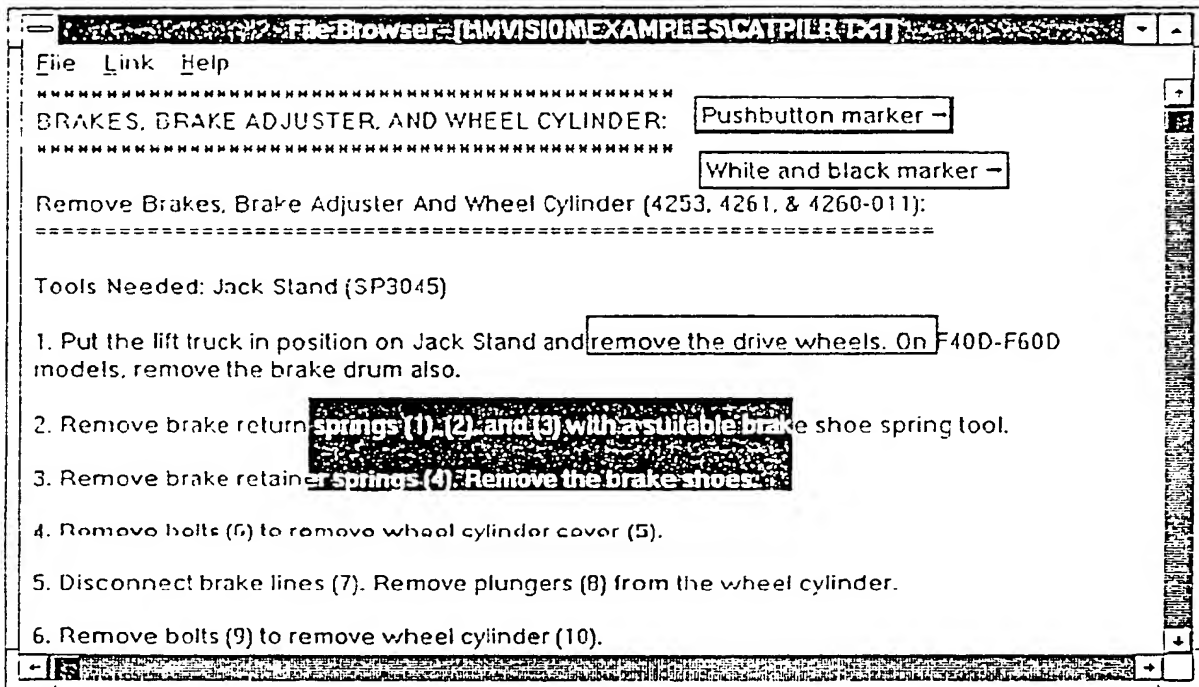 File Browser - [HMVISION\EXAMPLES\CATPILR.TXT]
File Link Help
**********************************************
BRAKES, BRAKE ADJUSTER, AND WHEEL CYLINDER:
Pushbutton marker →
**********************************************
White and black marker →
Remove Brakes, Brake Adjuster And Wheel Cylinder (4253, 4261, & 4260-011):
=================================================================
Tools Needed: Jack Stand (SP3045)
1. Put the lift truck in position on Jack Stand and remove the drive wheels. On F40D-F60D
models, remove the brake drum also.
2. Remove brake return springs (1), (2), and (3) with a suitable brake shoe spring tool.
3. Remove brake retainer springs (4). Remove the brake shoes.
4. Remove bolts (6) to remove wheel cylinder cover (5).
5. Disconnect brake lines (7). Remove plungers (8) from the wheel cylinder.
6. Remove bolts (9) to remove wheel cylinder (10).